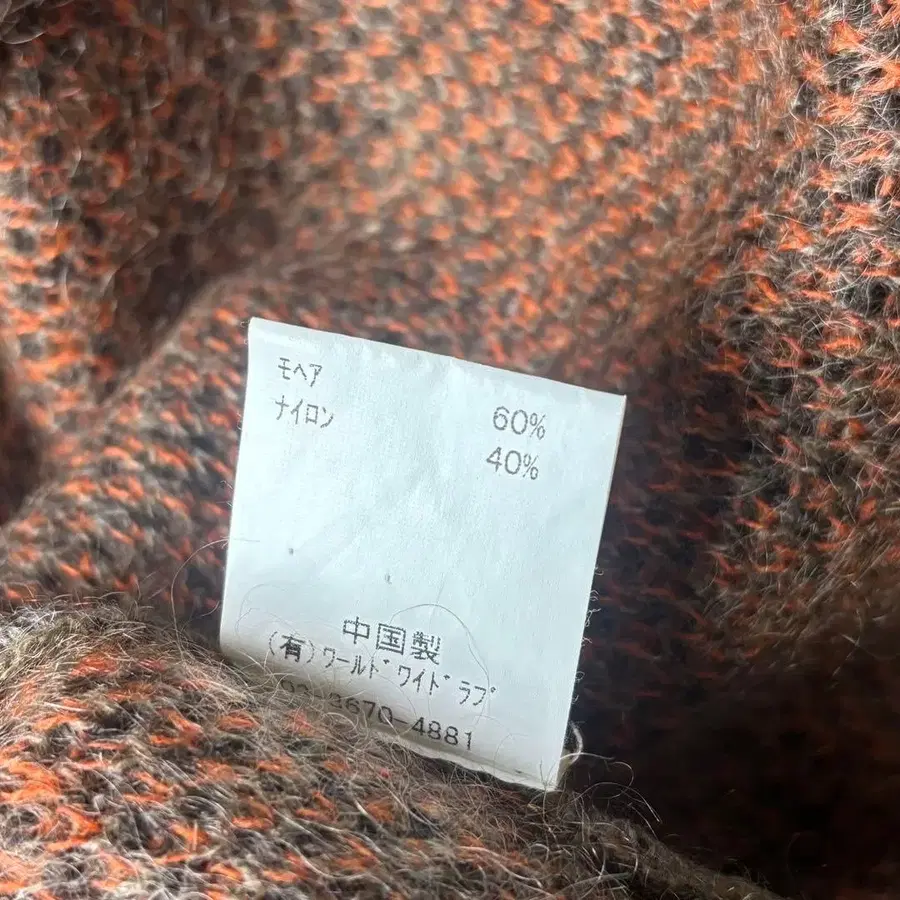 モヘア 60%
ナイロン 40%
中国製
(有)ワールドワイドラブ
03-3670-4881